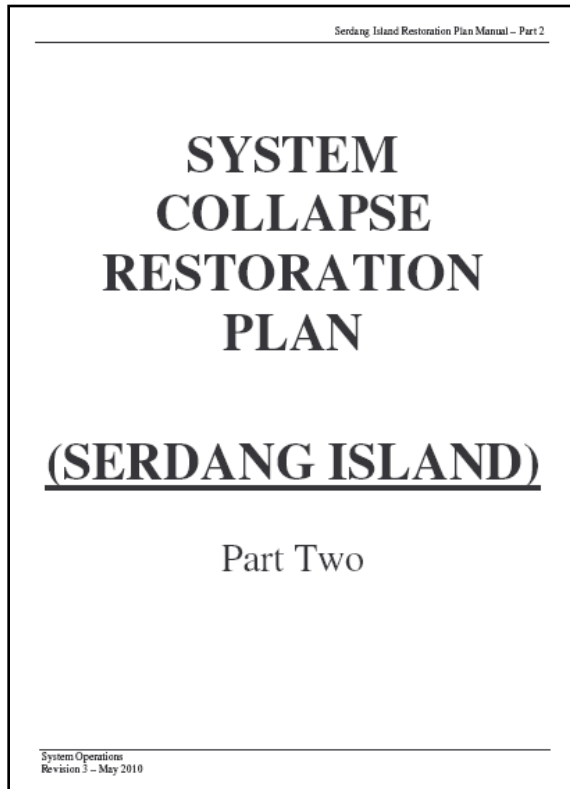 Serdang Island Restoration Plan Manual – Part 2
SYSTEM
COLLAPSE
RESTORATION
PLAN
(SERDANG ISLAND)
Part Two
System Operations
Revision 3 – May 2010